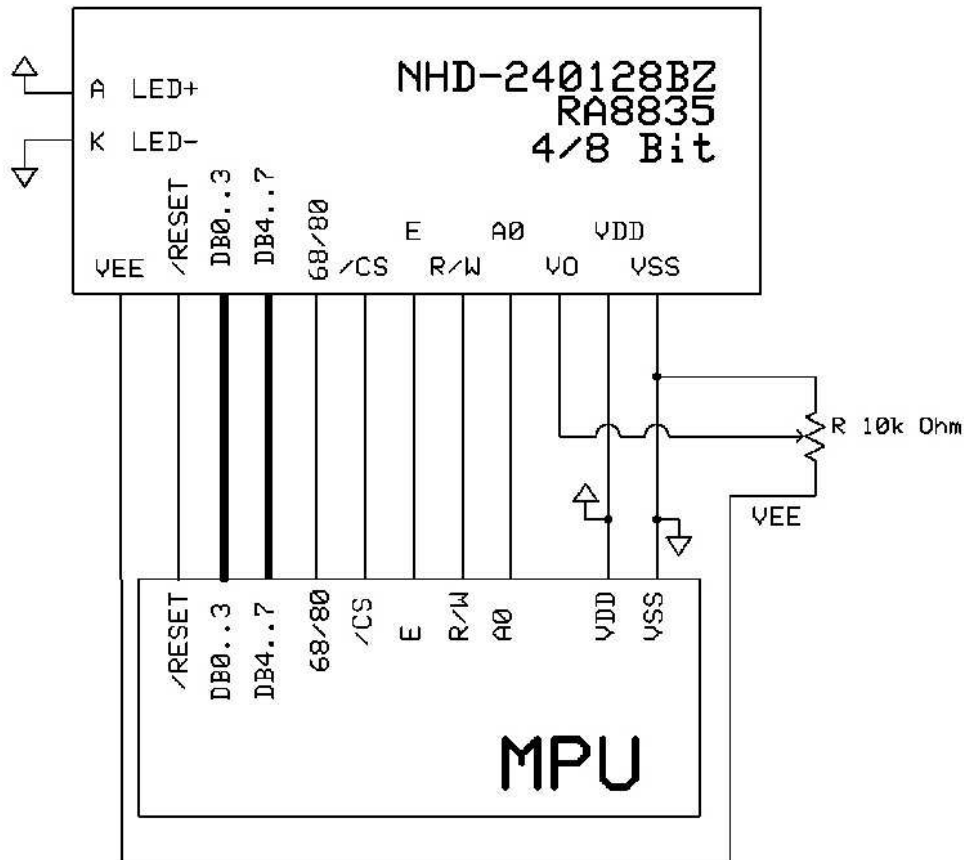 NHD-240128BZ
RA8835
4/8 Bit
A LED+
K LED-
VEE
/RESET
DB0..3
DB4..7
68/80
/CS
E
R/W
A0
VO
VDD
VSS
R 10k Ohm
VEE
/RESET
DB0..3
DB4..7
68/80
/CS
E
R/W
A0
VDD
VSS
MPU